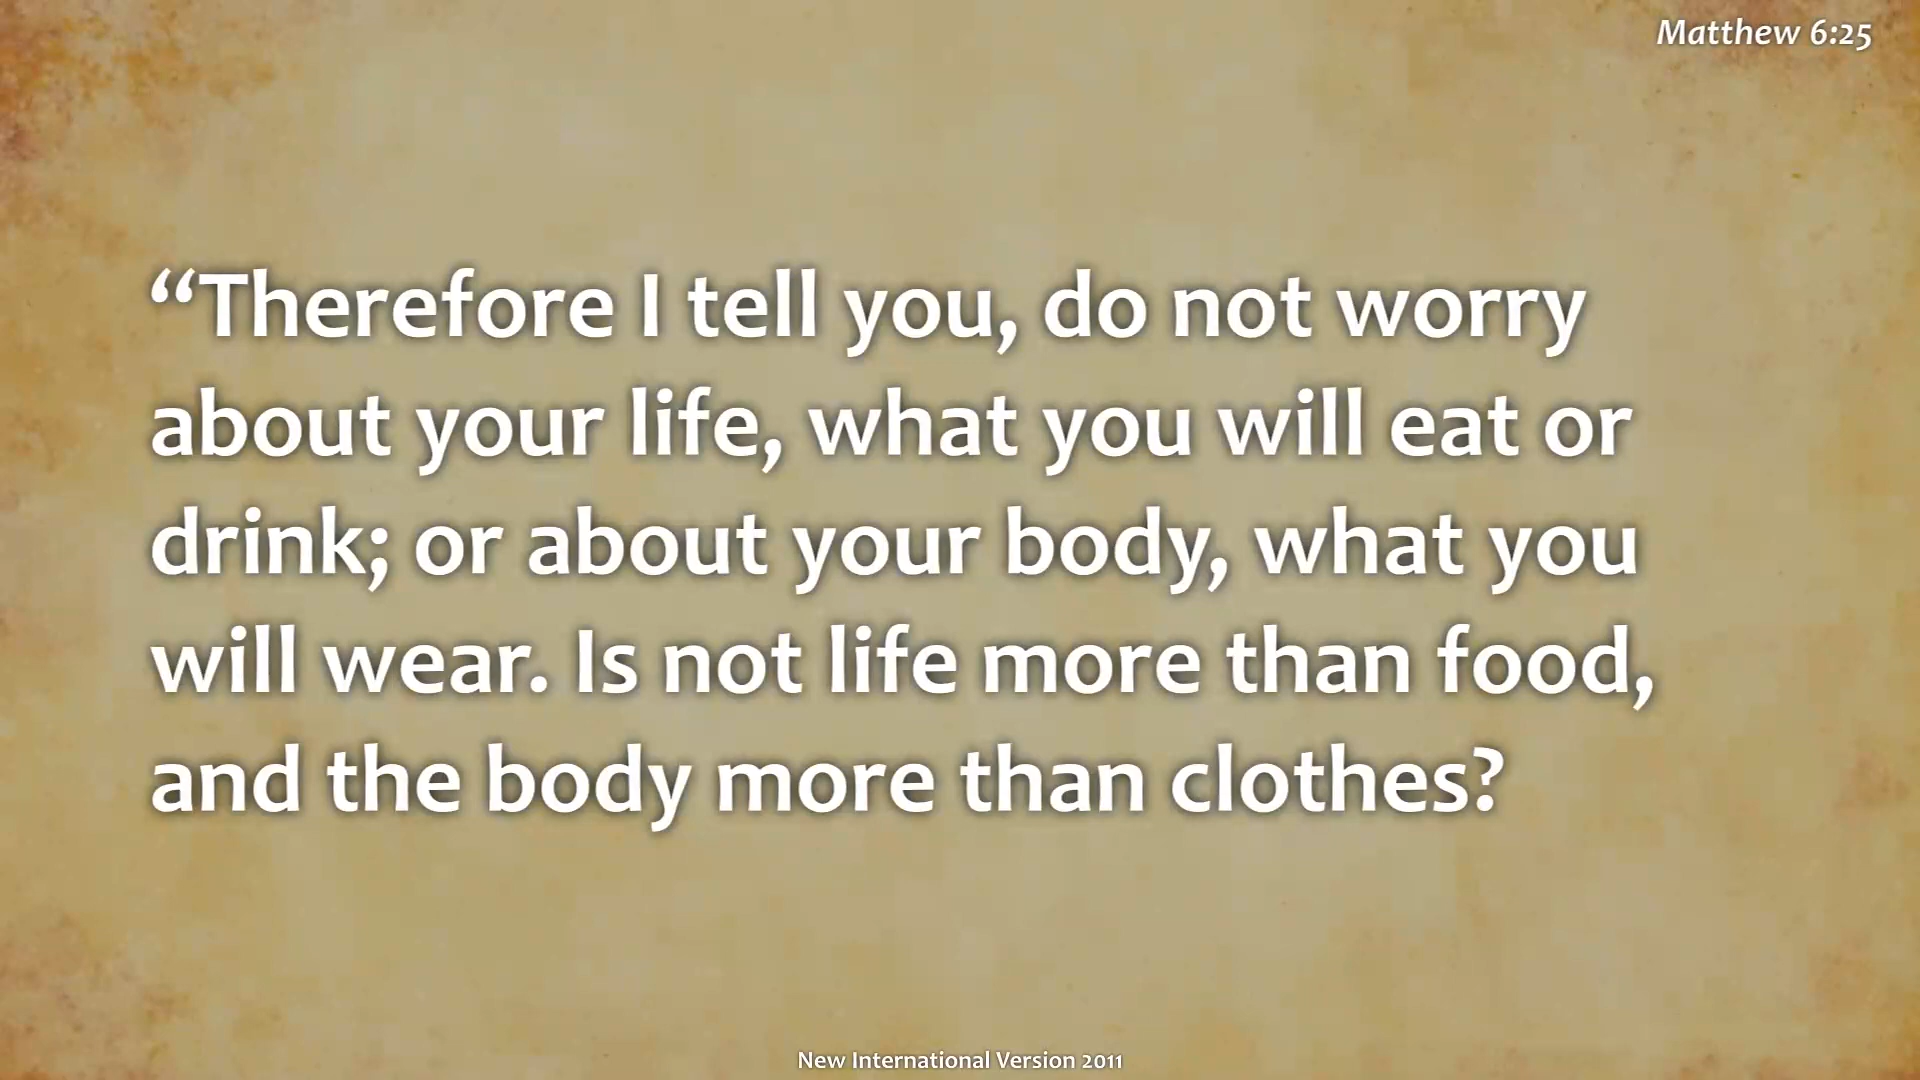 Matthew 6:25
“Therefore I tell you, do not worry
about your life, what you will eat or
drink; or about your body, what you
will wear. Is not life more than food,
and the body more than clothes?
New International Version 2011